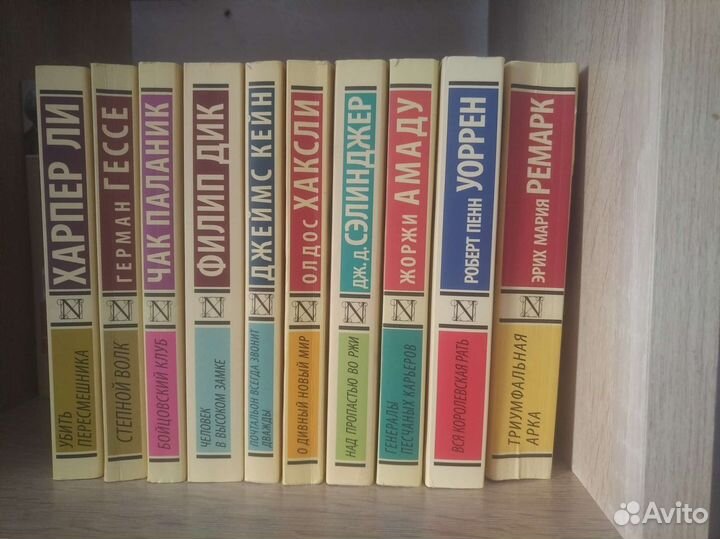 ХАРПЕР ЛИ
УБИТЬ
ПЕРЕСМЕШНИКА
ГЕРМАН ГЕССЕ
СТЕПНОЙ ВОЛК
ЧАК ПАЛАНИК
БОЙЦОВСКИЙ КЛУБ
ФИЛИП ДИК
ЧЕЛОВЕК
В ВЫСОКОМ ЗАМКЕ
ДЖЕЙМС КЕЙН
ПОЧТАЛЬОН ВСЕГДА ЗВОНИТ
ДВАЖДЫ
ОЛДОС ХАКСЛИ
О ДИВНЫЙ НОВЫЙ МИР
ДЖ. Д. СЭЛИНДЖЕР
НАД ПРОПАСТЬЮ ВО РЖИ
ЖОРЖИ АМАДУ
ГЕНЕРАЛЫ
ПЕСЧАНЫХ КАРЬЕРОВ
РОБЕРТ ПЕНН УОРРЕН
ВСЯ КОРОЛЕВСКАЯ РАТЬ
ЭРИХ МАРИЯ РЕМАРК
ТРИУМФАЛЬНАЯ
АРКА
Avito